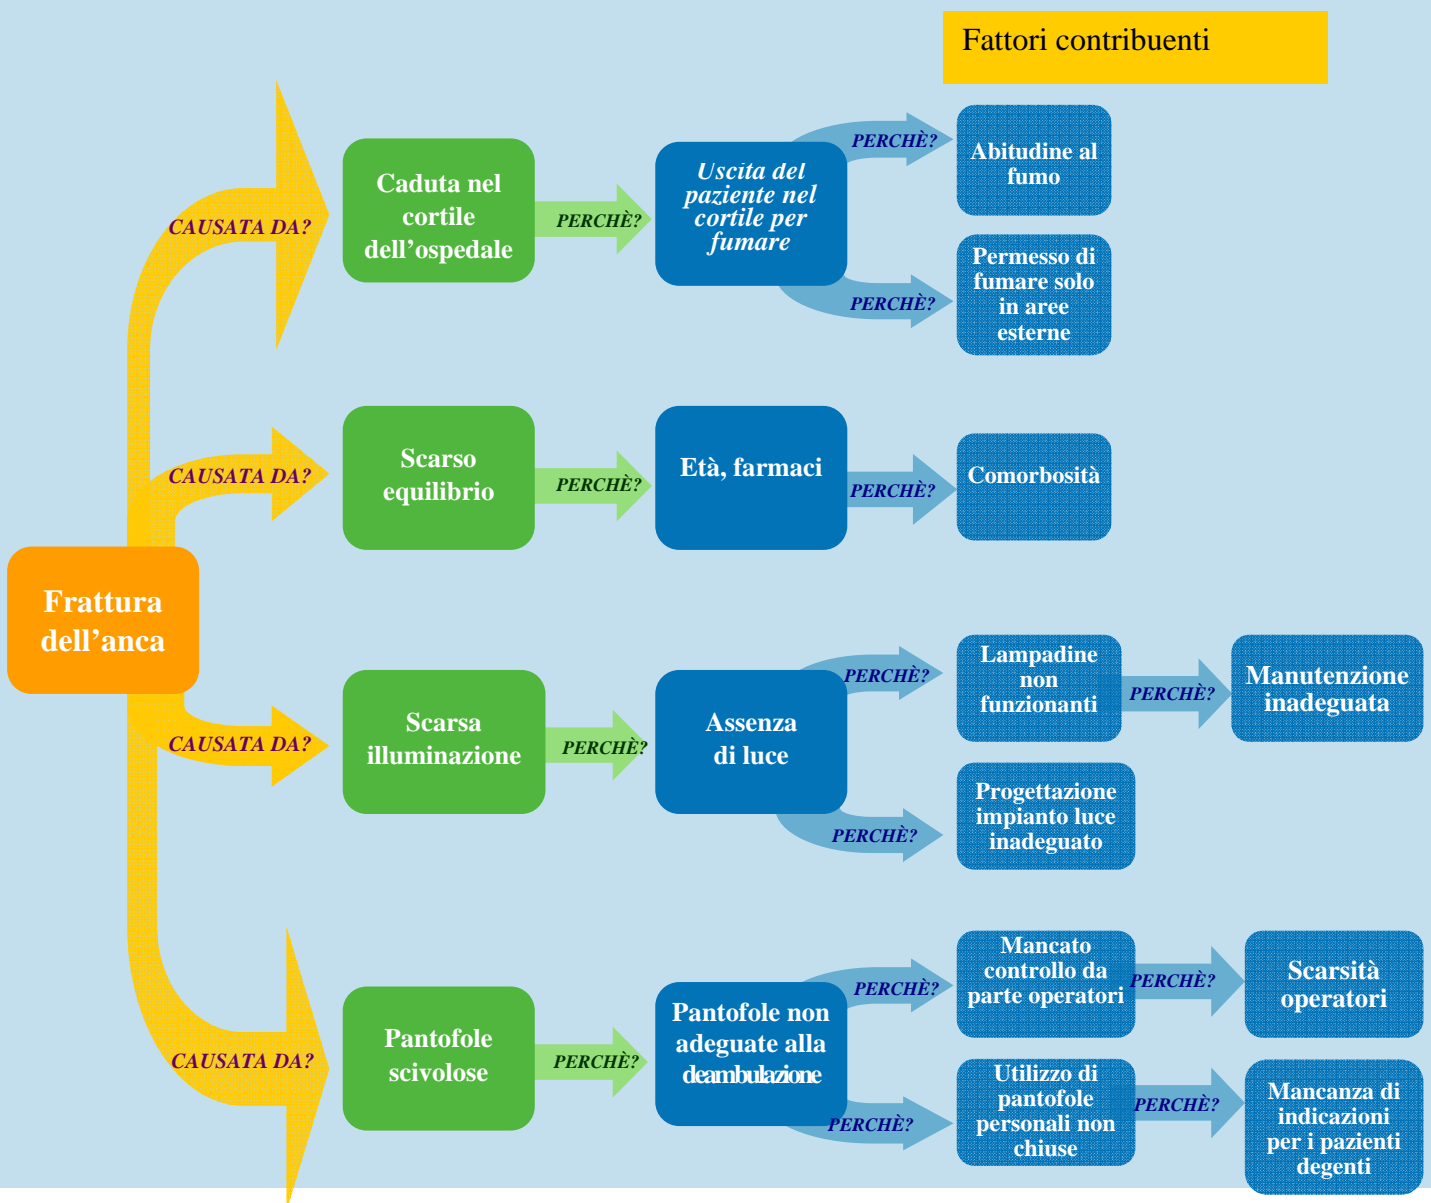 Fattori contribuenti
CAUSATA DA?
Caduta nel
cortile
dell’ospedale
PERCHÈ?
Uscita del
paziente nel
cortile per
fumare
PERCHÈ?
Abitudine al
fumo
PERCHÈ?
Permesso di
fumare solo
in aree
esterne
CAUSATA DA?
Scarso
equilibrio
PERCHÈ?
Età, farmaci
PERCHÈ?
Comorbosità
Frattura
dell’anca
CAUSATA DA?
Scarsa
illuminazione
PERCHÈ?
Assenza
di luce
PERCHÈ?
Lampadine
non
funzionanti
PERCHÈ?
Manutenzione
inadeguata
PERCHÈ?
Progettazione
impianto luce
inadeguato
CAUSATA DA?
Pantofole
scivolose
PERCHÈ?
Pantofole non
adeguate alla
deambulazione
PERCHÈ?
Mancato
controllo da
parte operatori
PERCHÈ?
Scarsità
operatori
PERCHÈ?
Utilizzo di
pantofole
personali non
chiuse
PERCHÈ?
Mancanza di
indicazioni
per i pazienti
degenti